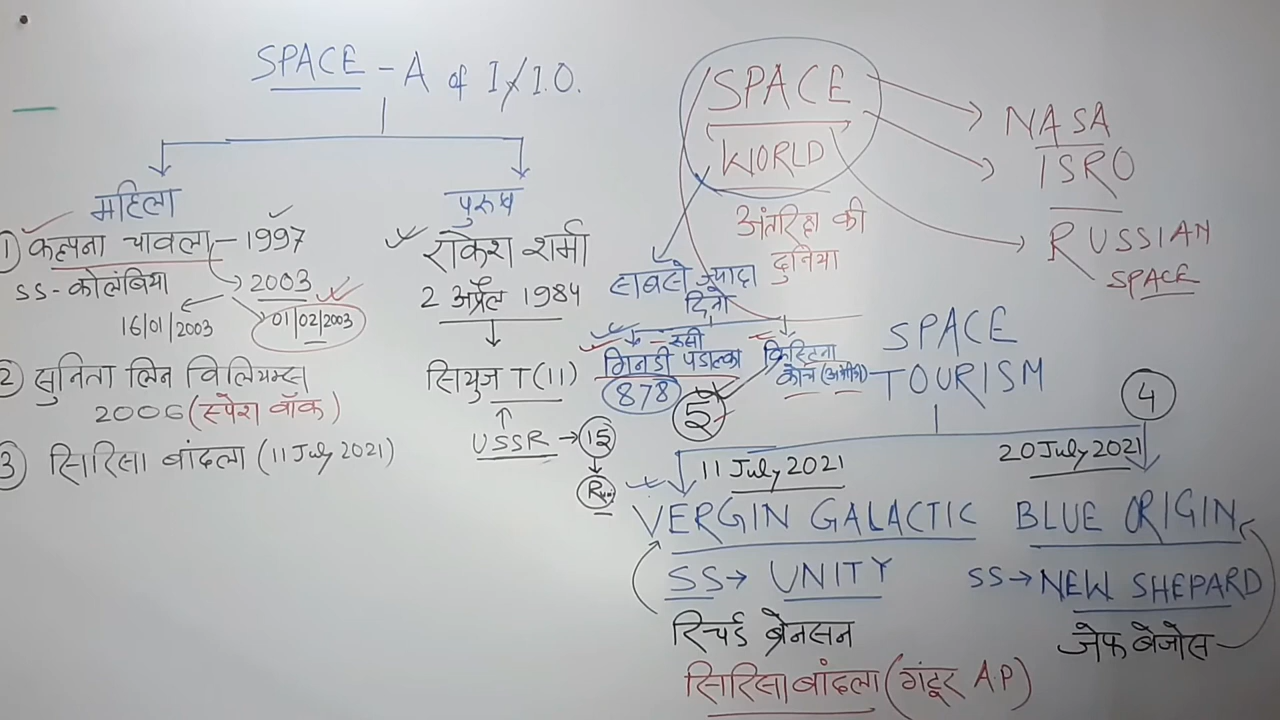 SPACE - A of I / I.O.
महिला
पुरुष
① कल्पना चावला - 1997
SS - कोलंबिया
2003
16/01/2003
01/02/2003
② सुनिता लिन विलियम्स
2006 (स्पेस वॉक)
③ सिरिसा बांदला (11 July 2021)
राकेश शर्मा
2 अप्रैल 1984
सियुज T(11)
USSR → 15
SPACE
WORLD
अंतरिक्ष की
दुनिया
NASA
ISRO
RUSSIAN
SPACE
सबसे ज्यादा
दिनों
- रूसी
गिनडी पडाल्का
878
क्रिस्टिना
कोच
5
SPACE
TOURISM
4
11 July 2021
20 July 2021
VERGIN GALACTIC
SS → UNITY
रिचर्ड ब्रेनसन
सिरिसा बांदला (गंटूर A.P)
BLUE ORIGIN
SS → NEW SHEPARD
जेफ बेजोस